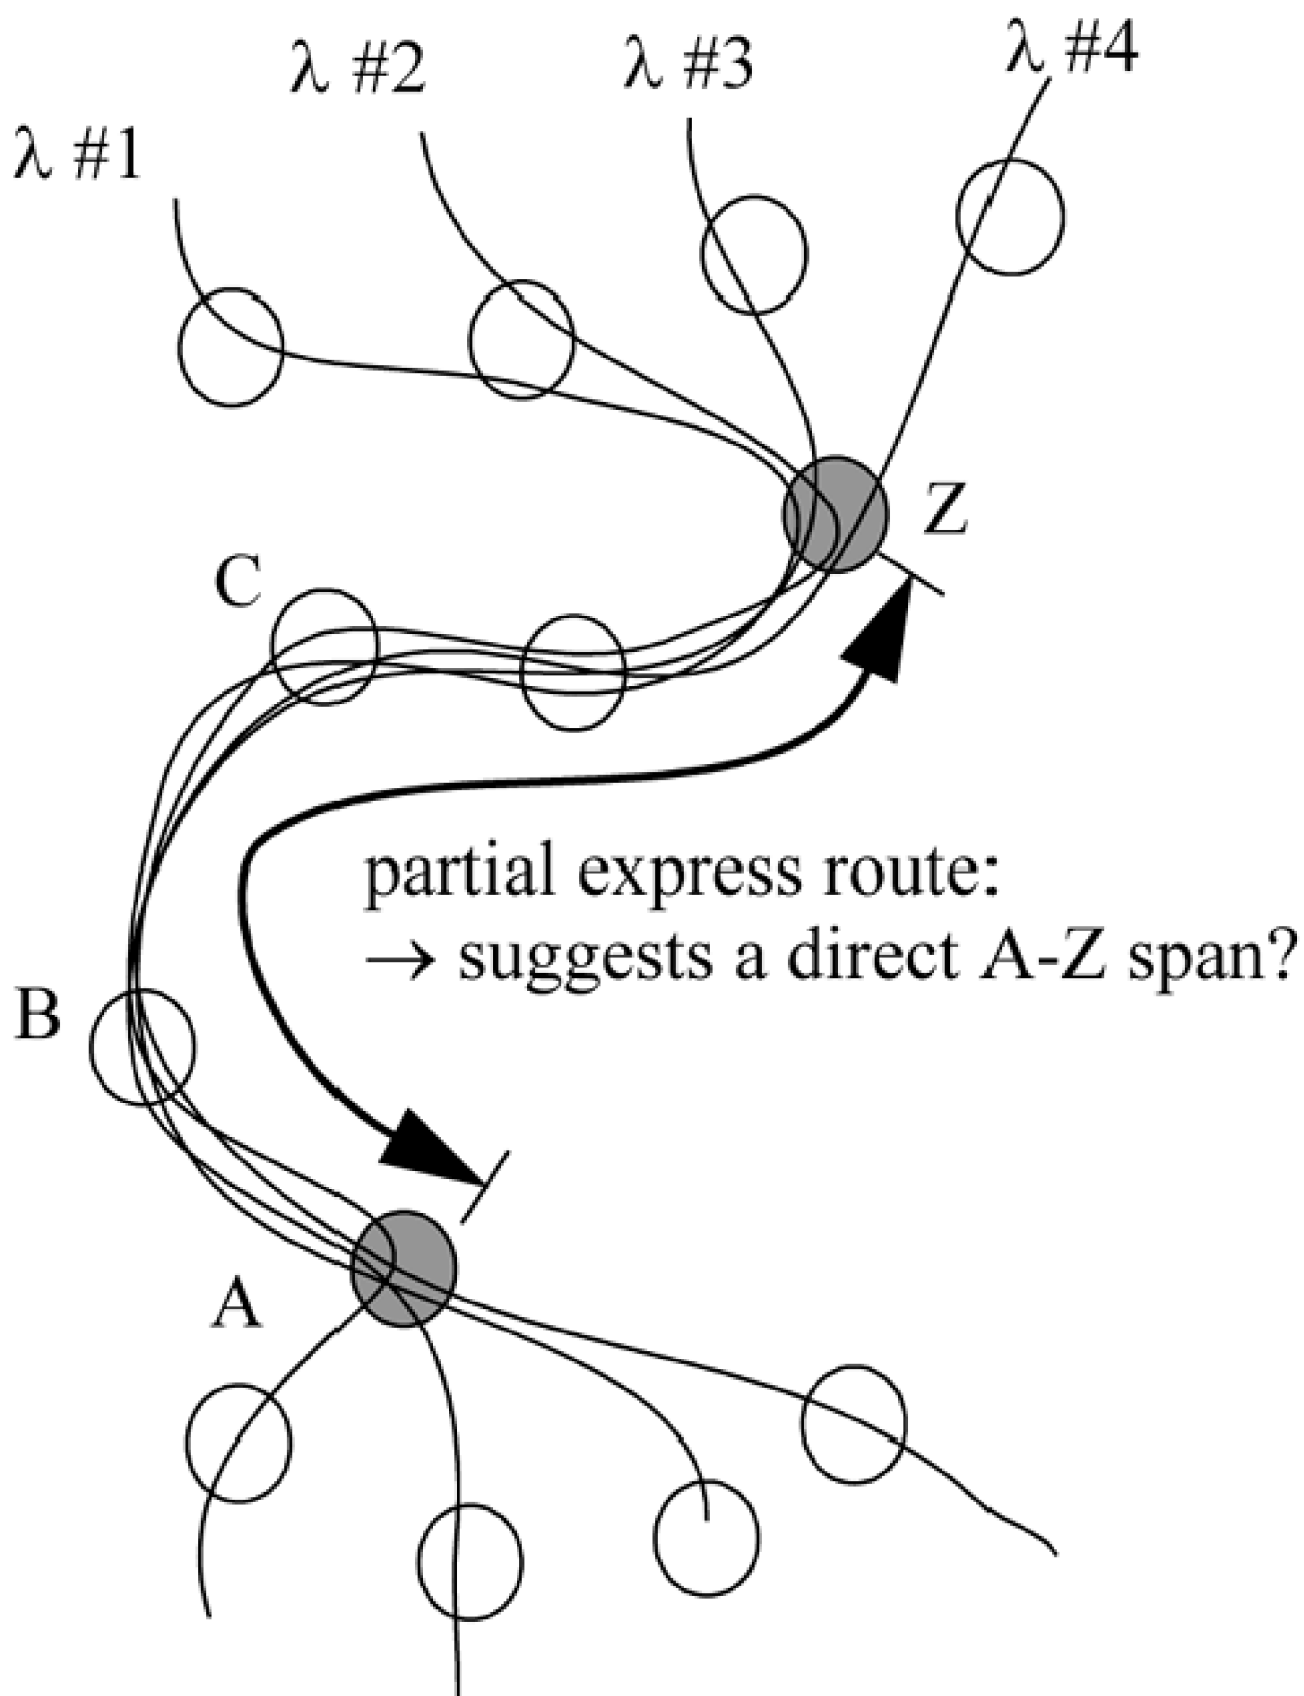 λ #1
λ #2
λ #3
λ #4
Z
C
partial express route:
→ suggests a direct A-Z span?
B
A